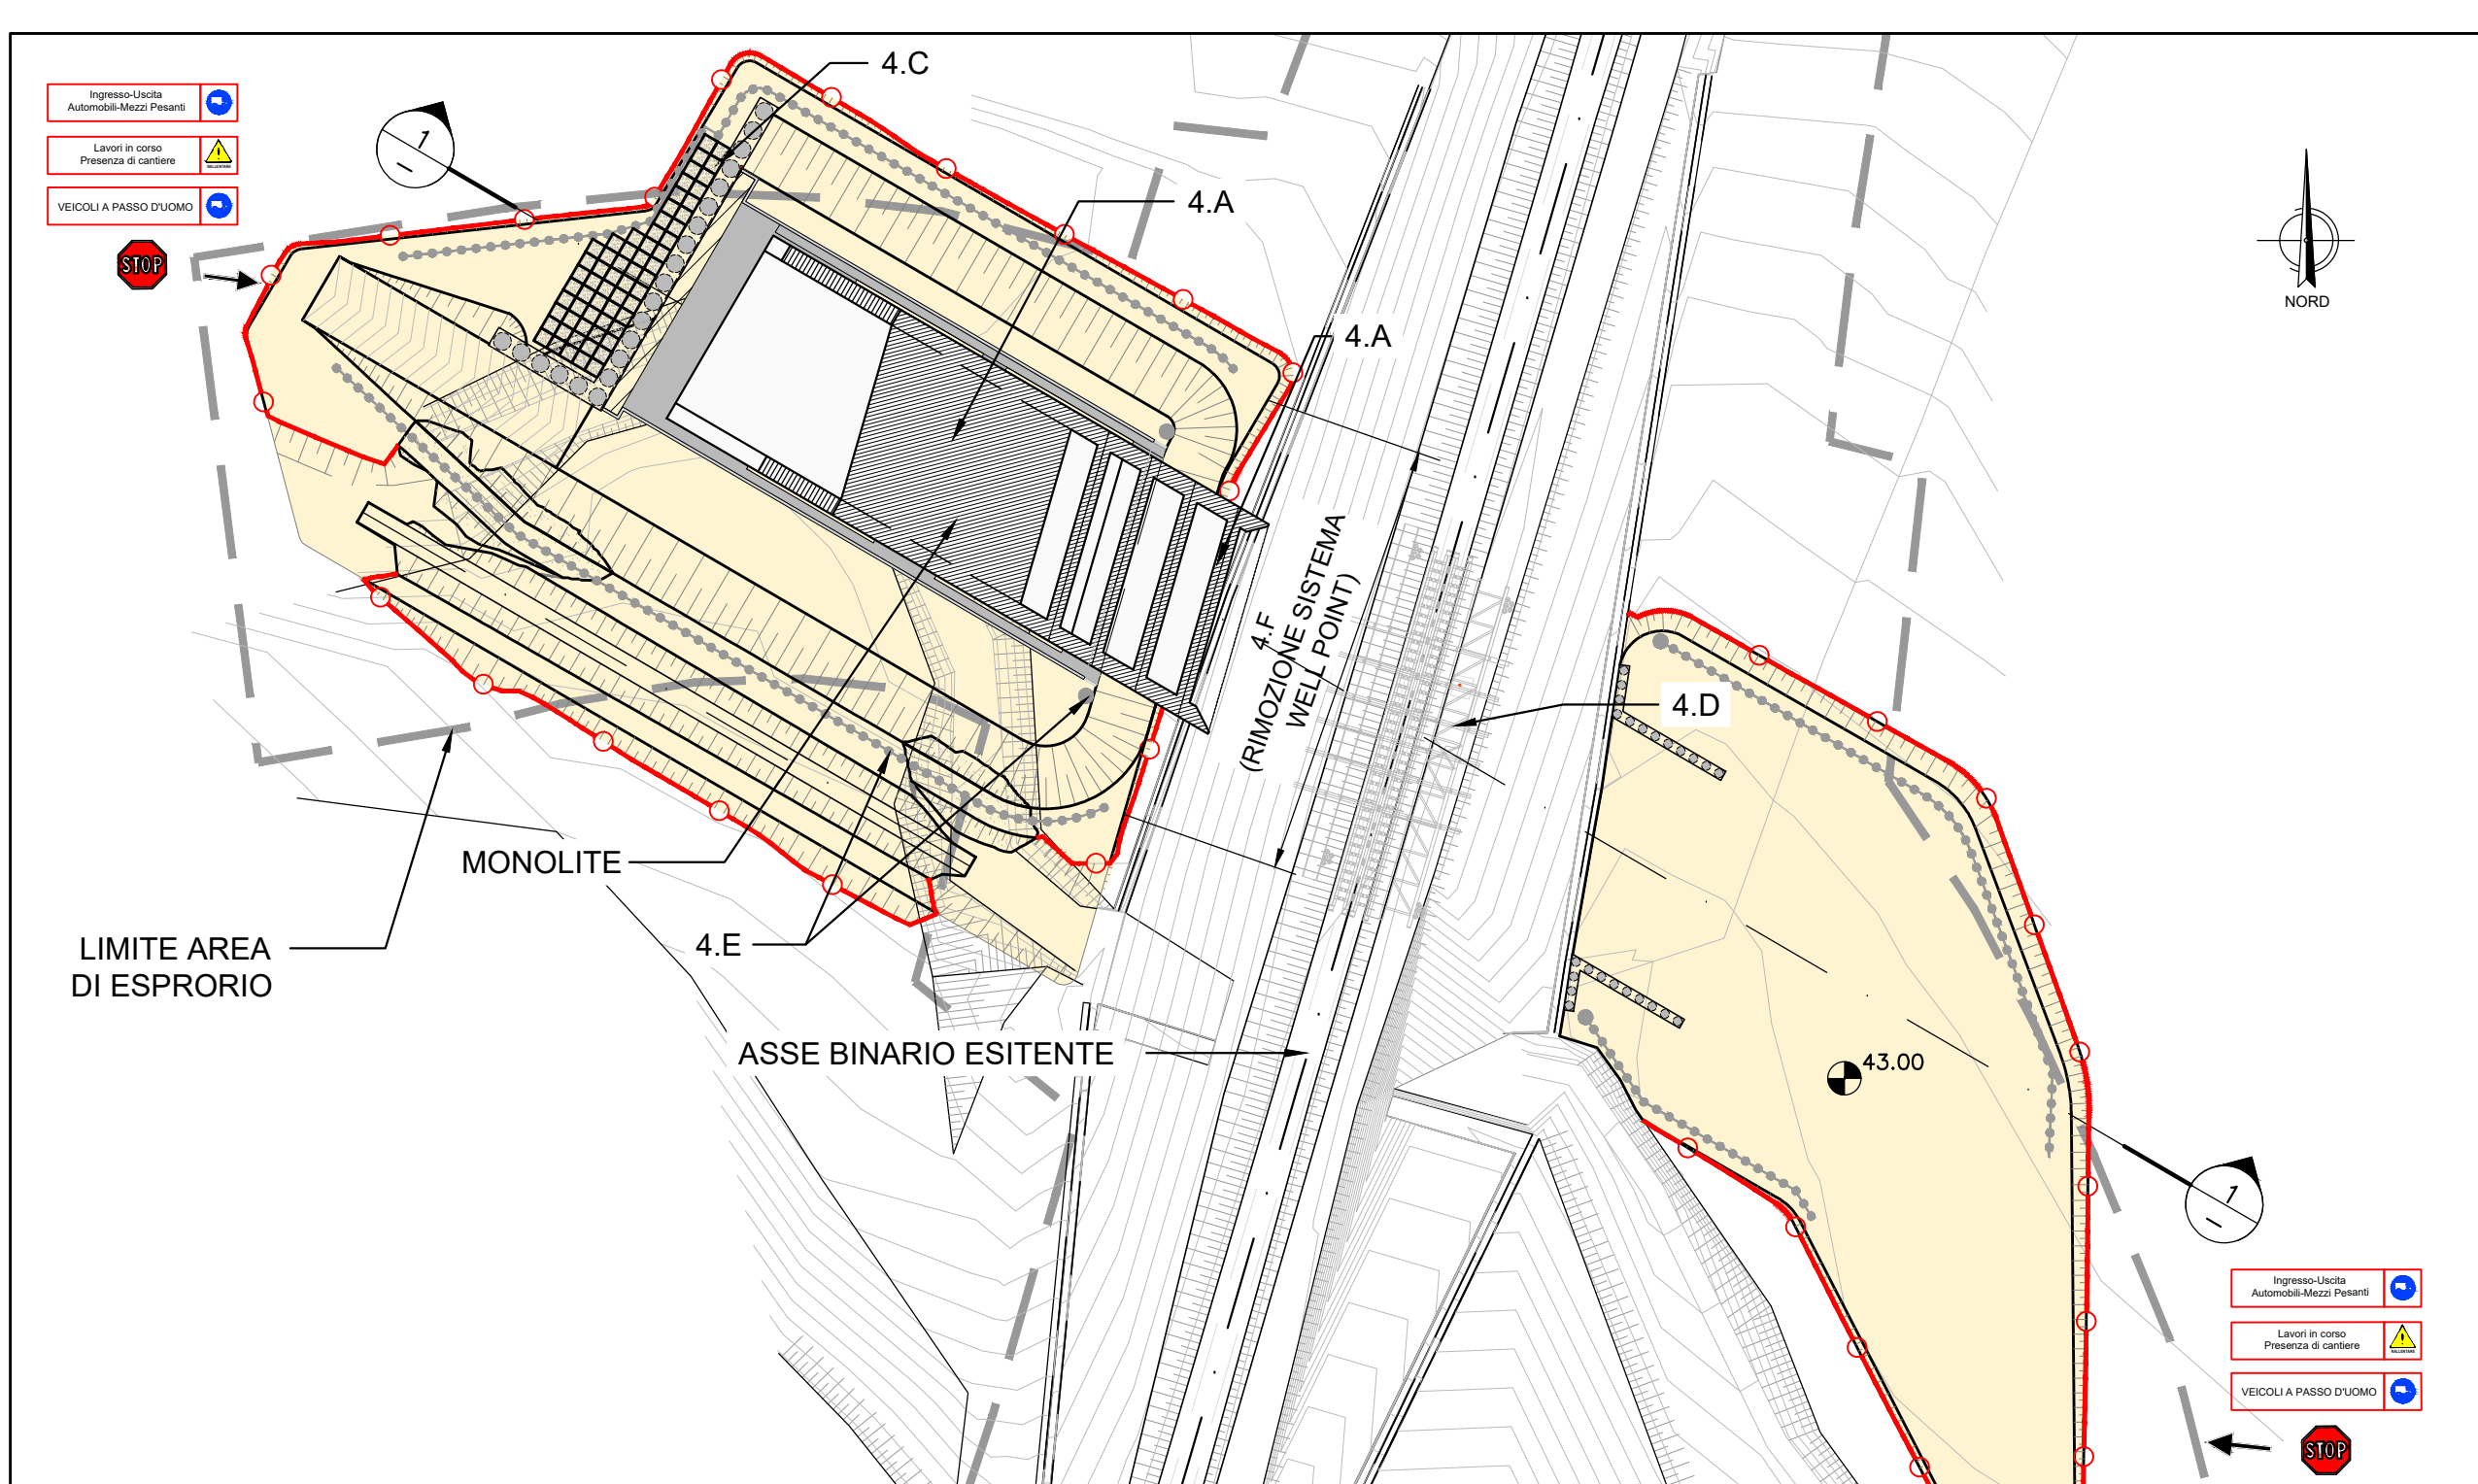 4.C
Ingresso-Uscita
Automobili-Mezzi Pesanti
Lavori in corso
Presenza di cantiere
RALLENTARE
VEICOLI A PASSO D'UOMO
STOP
1
4.A
NORD
4.A
4.F
(RIMOZIONE SISTEMA
WELL POINT)
4.D
MONOLITE
4.E
LIMITE AREA
DI ESPRORIO
ASSE BINARIO ESITENTE
43.00
1
Ingresso-Uscita
Automobili-Mezzi Pesanti
Lavori in corso
Presenza di cantiere
RALLENTARE
VEICOLI A PASSO D'UOMO
STOP